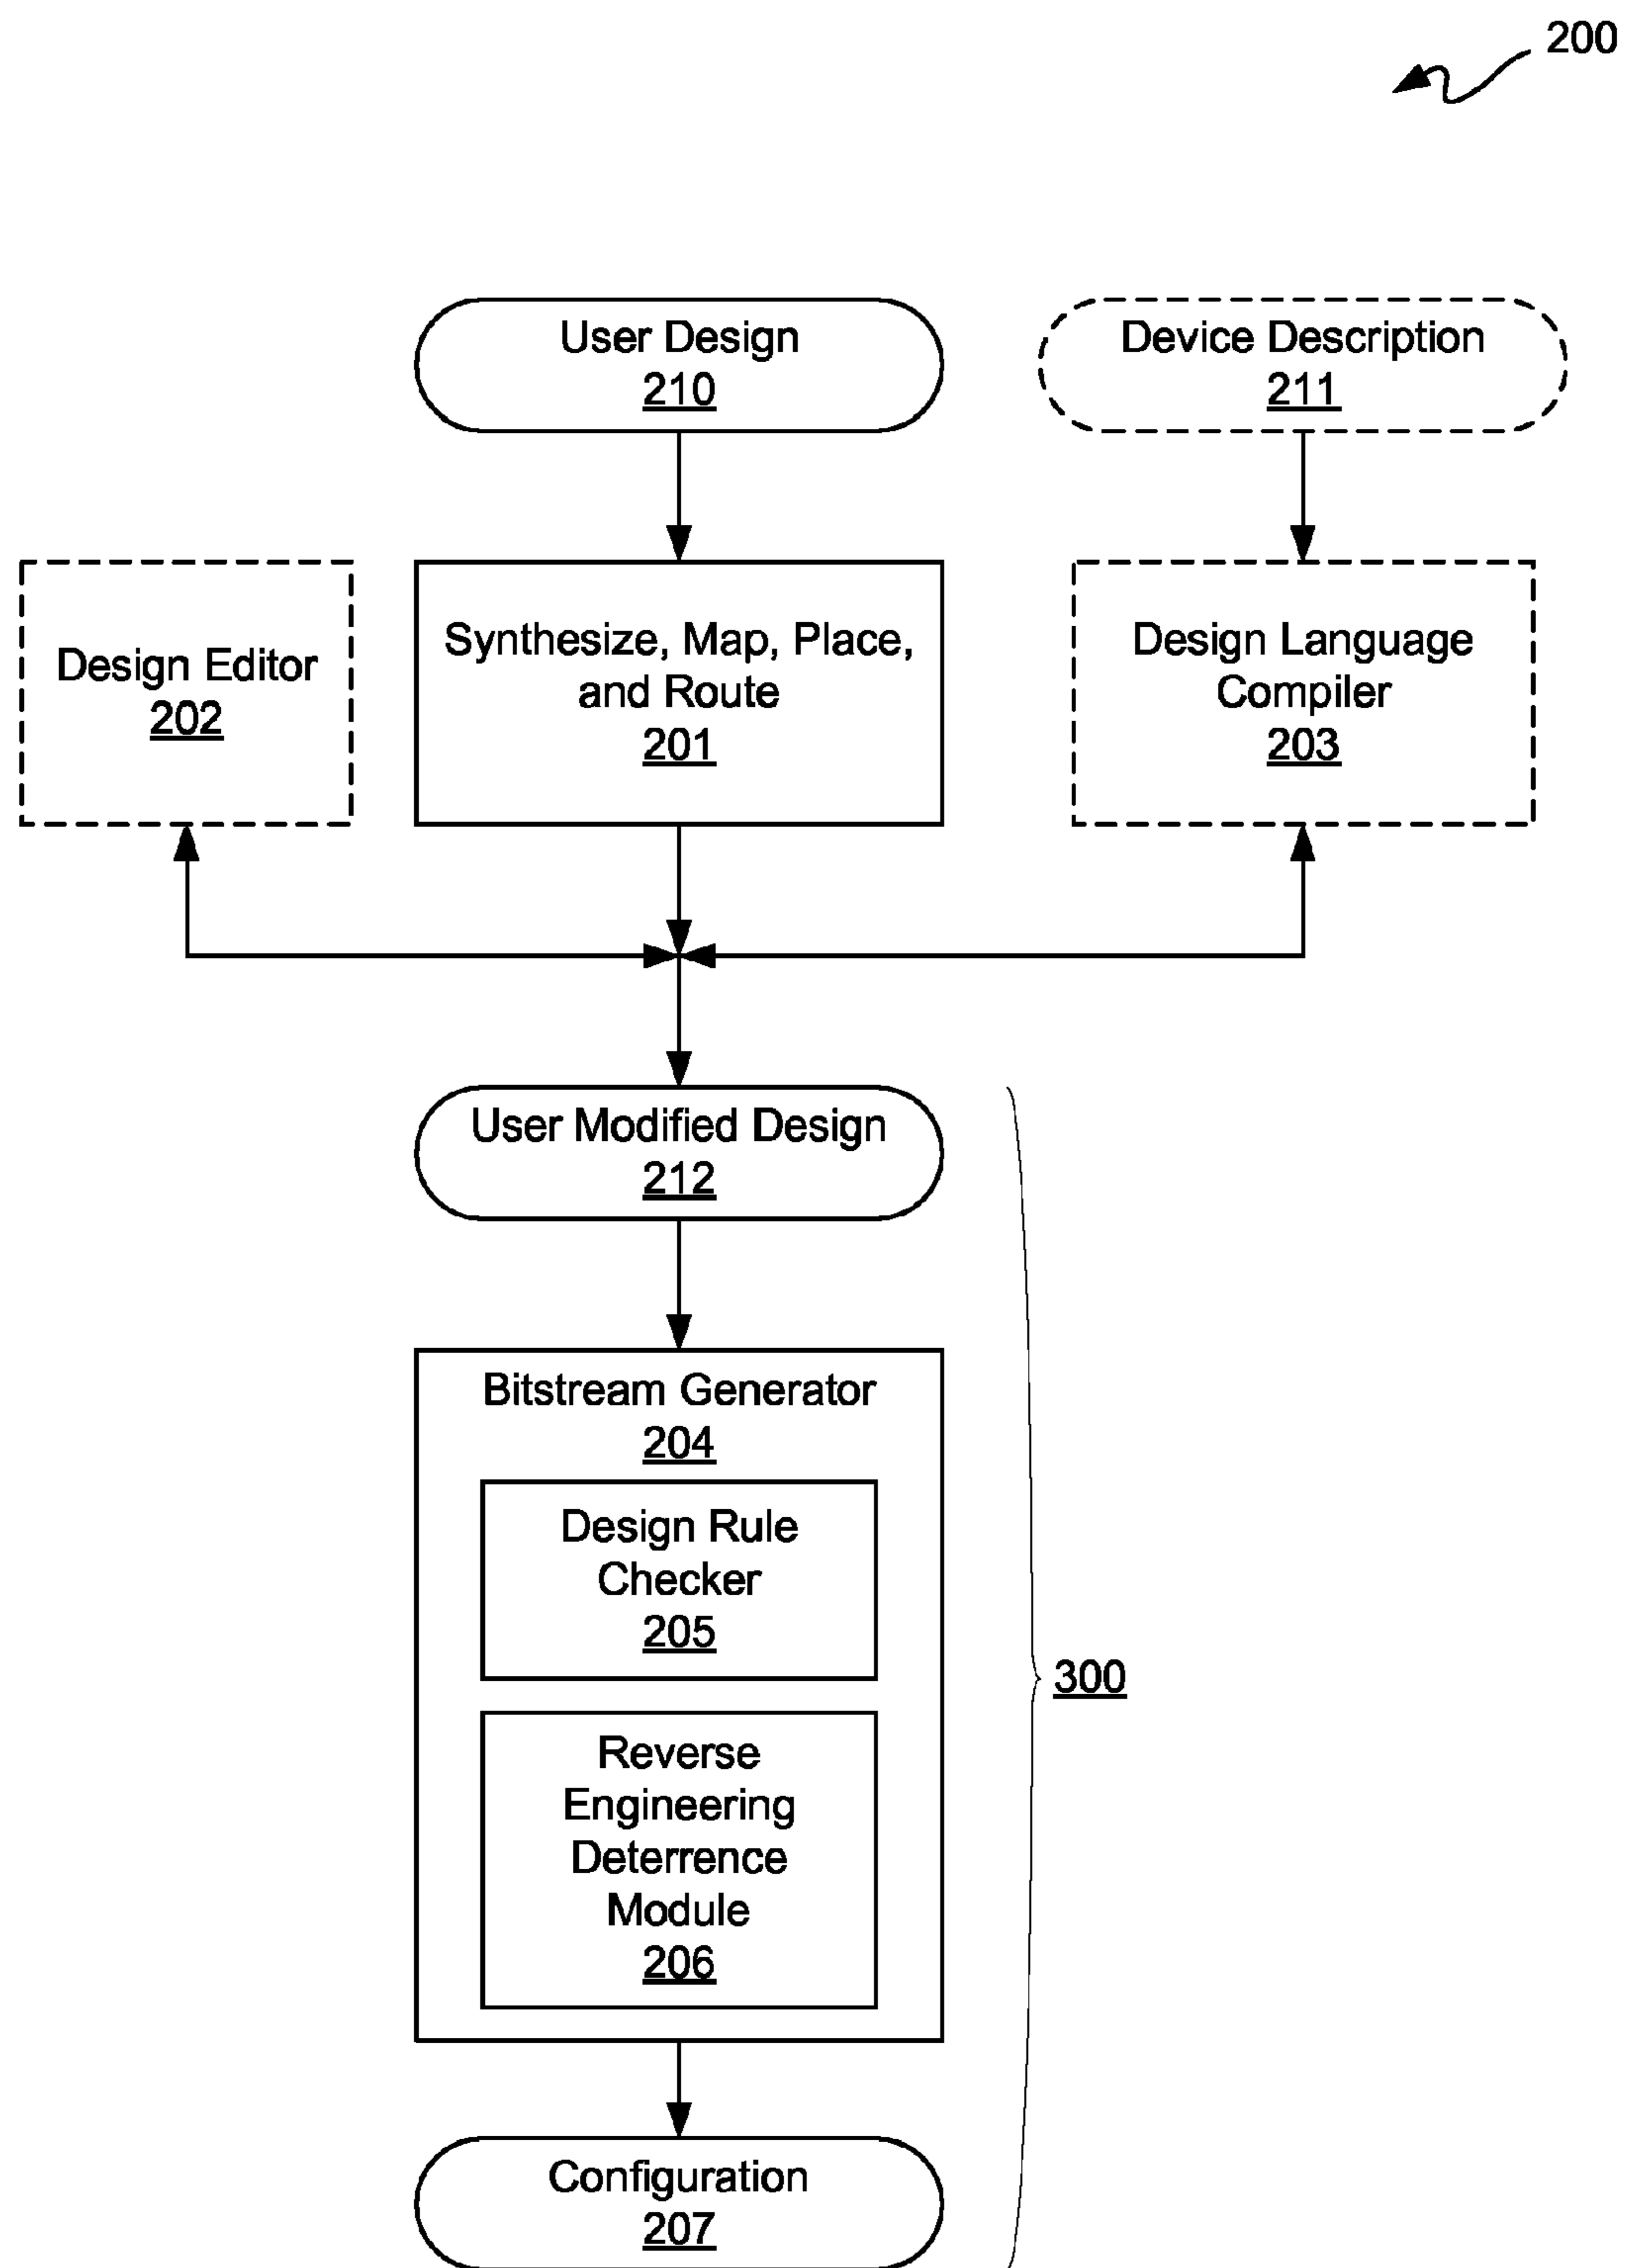 200
User Design
210
Device Description
211
Design Editor
202
Synthesize, Map, Place,
and Route
201
Design Language
Compiler
203
User Modified Design
212
Bitstream Generator
204
Design Rule
Checker
205
Reverse
Engineering
Deterrence
Module
206
300
Configuration
207